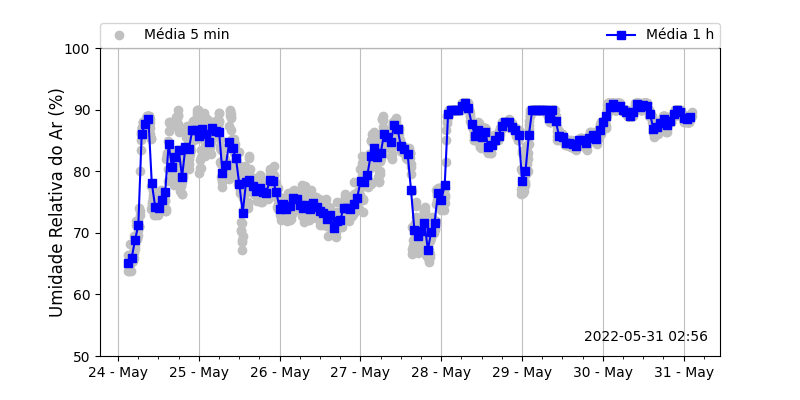 Média 5 min
Média 1 h
Umidade Relativa do Ar (%)
100
90
80
70
60
50
2022-05-31 02:56
24 - May
25 - May
26 - May
27 - May
28 - May
29 - May
30 - May
31 - May